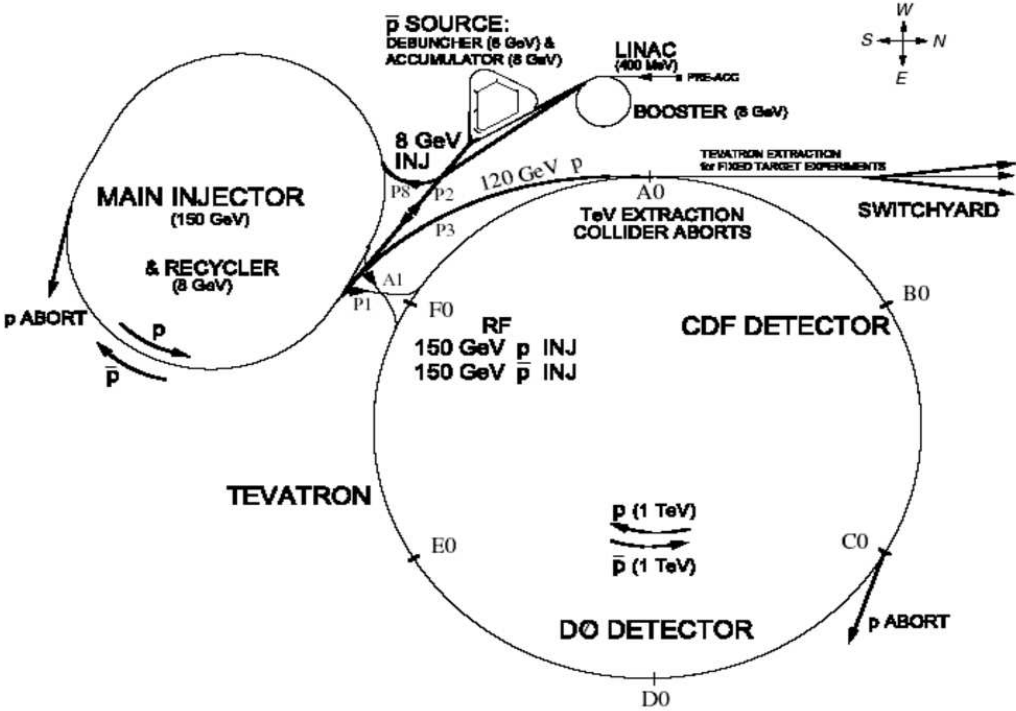 p̅ SOURCE:
DEBUNCHER (8 GeV) &
ACCUMULATOR (8 GeV)
LINAC
(400 MeV)
PRE-ACC
BOOSTER (8 GeV)
W
S
N
E
8 GeV
INJ
P8
P2
120 GeV p
P3
A1
P1
TEVATRON EXTRACTION
for FIXED TARGET EXPERIMENTS
SWITCHYARD
A0
TeV EXTRACTION
COLLIDER ABORTS
MAIN INJECTOR
(150 GeV)
& RECYCLER
(8 GeV)
p ABORT
p
p̅
F0
RF
150 GeV p INJ
150 GeV p̅ INJ
B0
CDF DETECTOR
TEVATRON
E0
p (1 TeV)
p̅ (1 TeV)
C0
p ABORT
DØ DETECTOR
D0